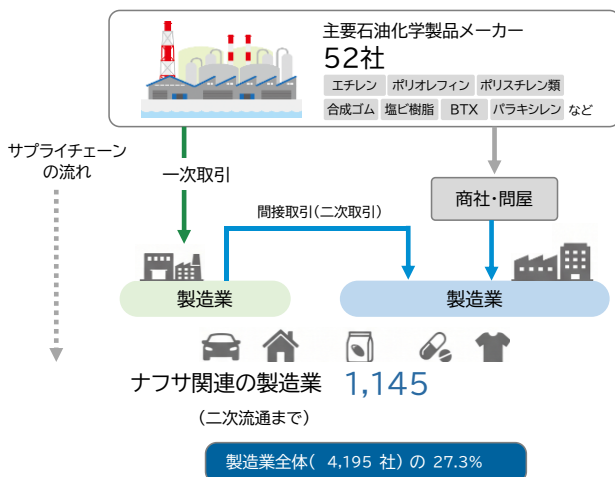 主要石油化学製品メーカー
52社
エチレン ポリオレフィン ポリスチレン類
合成ゴム 塩ビ樹脂 BTX パラキシレン など
サプライチェーン
の流れ
一次取引
商社・問屋
間接取引(二次取引)
製造業 製造業
ナフサ関連の製造業 1,145
(二次流通まで)
製造業全体( 4,195 社) の 27.3%